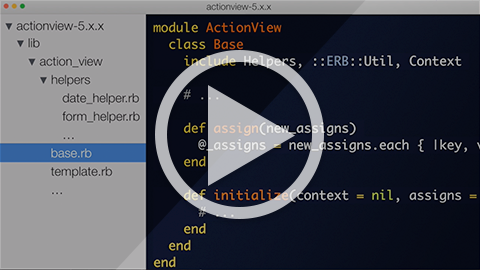 actionview-5.x.x
actionview-5.x.x
lib
action_view
helpers
date_helper.rb
form_helper.rb
...
base.rb
template.rb
...
module ActionView
class Base
include Helpers, ::ERB::Util, Context
# ...
def assign(new_assigns)
@_assigns = new_assigns.each { |key, v
end
def initialize(context = nil, assigns =
# ...
end
end
end